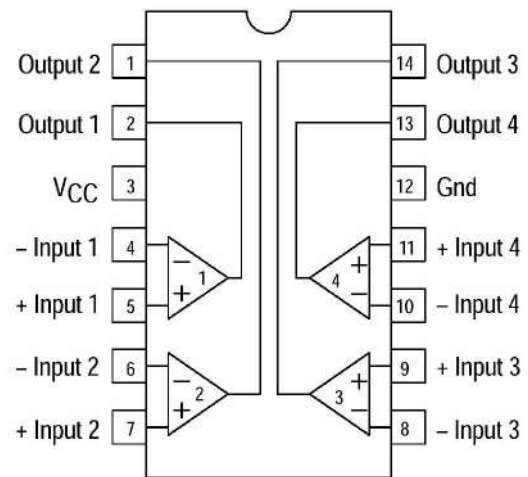 Output 2 1 14 Output 3
Output 1 2 13 Output 4
VCC 3 12 Gnd
– Input 1 4 – 1 + 4 11 + Input 4
+ Input 1 5 + – 10 – Input 4
– Input 2 6 – 2 + 3 9 + Input 3
+ Input 2 7 + – 8 – Input 3